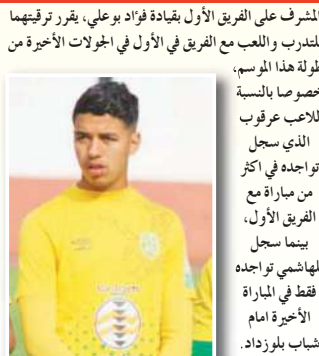 المشرف على الفريق الأول بقيادة فؤاد بوعلي، يقرر ترقيتهما
للتدرب واللعب مع الفريق في الأول في الجولات الأخيرة من
طولة هذا الموسم،
خصوصا بالنسبة
للاعب عرقوب
الذي سجل
تواجده في اكثر
من مباراة مع
الفريق الأول،
بينما سجل
لهاشمي تواجده
فقط في المباراة
الأخيرة امام
شباب بلوزداد.